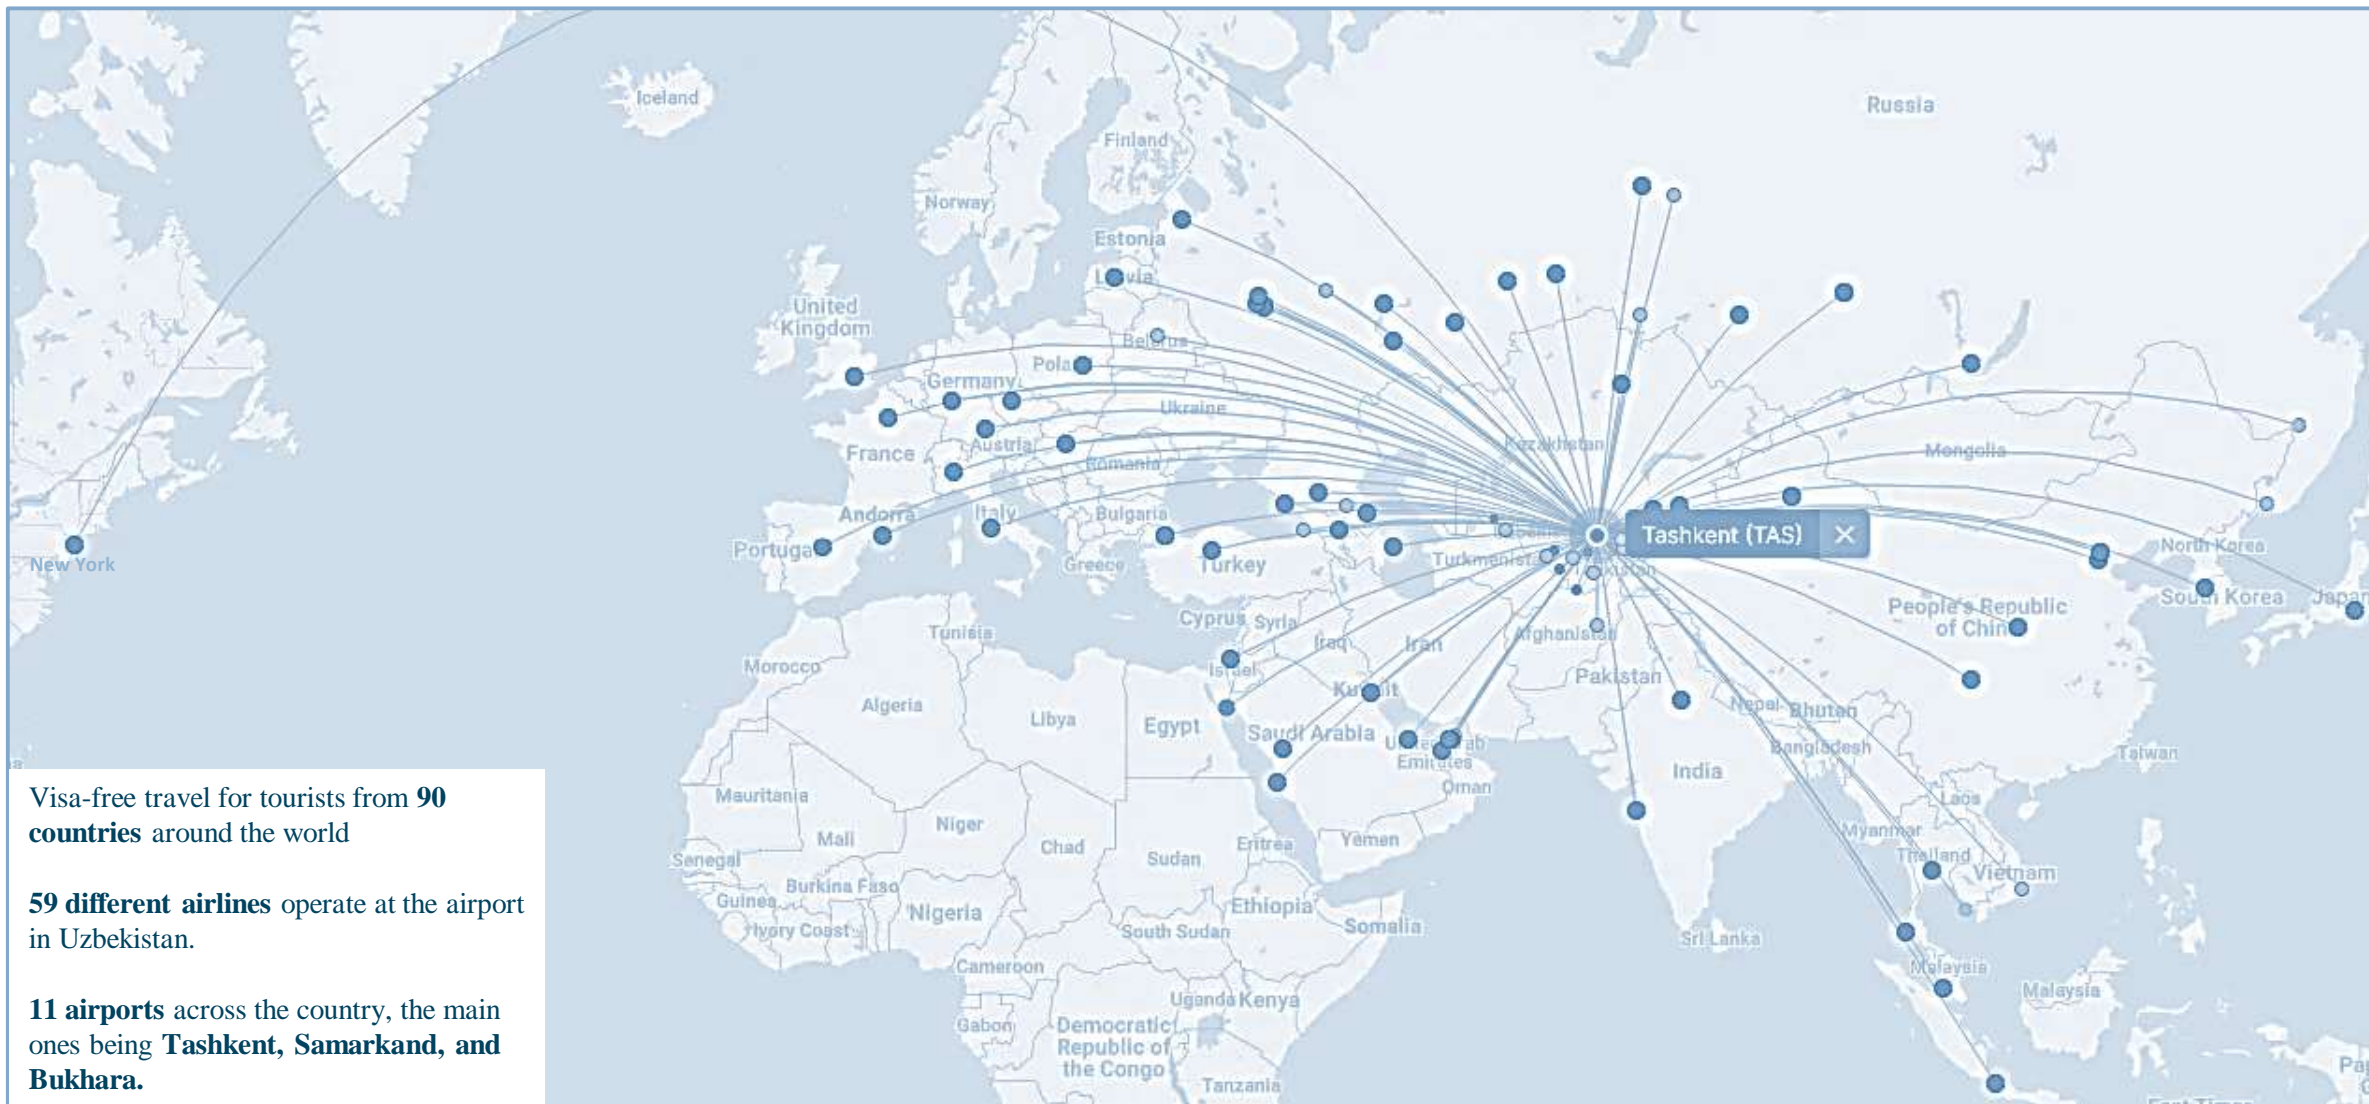 Iceland
Russia
Finland
Norway
Estonia
Latvia
United
Kingdom
Belarus
Pola
Germany
Ukraine
Kazakhstan
France
Austria
Mongolia
Romania
Andorra
Italy
Bulgaria
Tashkent (TAS) ×
Portuga
North Korea
New York
Greece
Turkey
Turkmenist
South Korea
Japan
People's Republic
of Chin
Cyprus
Syria
Tunisia
Iraq
Iran
Afghanistan
Morocco
Israel
Pakistan
Kuwait
Algeria
Libya
Egypt
Nepal
Bhutan
Saudi Arabia
United Arab
Emirates
Bangladesh
Taiwan
India
Oman
Mauritania
Laos
Visa-free travel for tourists from 90
countries around the world
Mali
Niger
Chad
Sudan
Eritrea
Yemen
Myanmar
Senegal
Thailand
Vietnam
Burkina Faso
Guinea
Nigeria
Ethiopia
59 different airlines operate at the airport
in Uzbekistan.
Ivory Coast
South Sudan
Somalia
Sri Lanka
Cameroon
Malaysia
Malaysia
Uganda
Kenya
11 airports across the country, the main
ones being Tashkent, Samarkand, and
Bukhara.
Gabon
Democratic
Republic of
the Congo
Tanzania